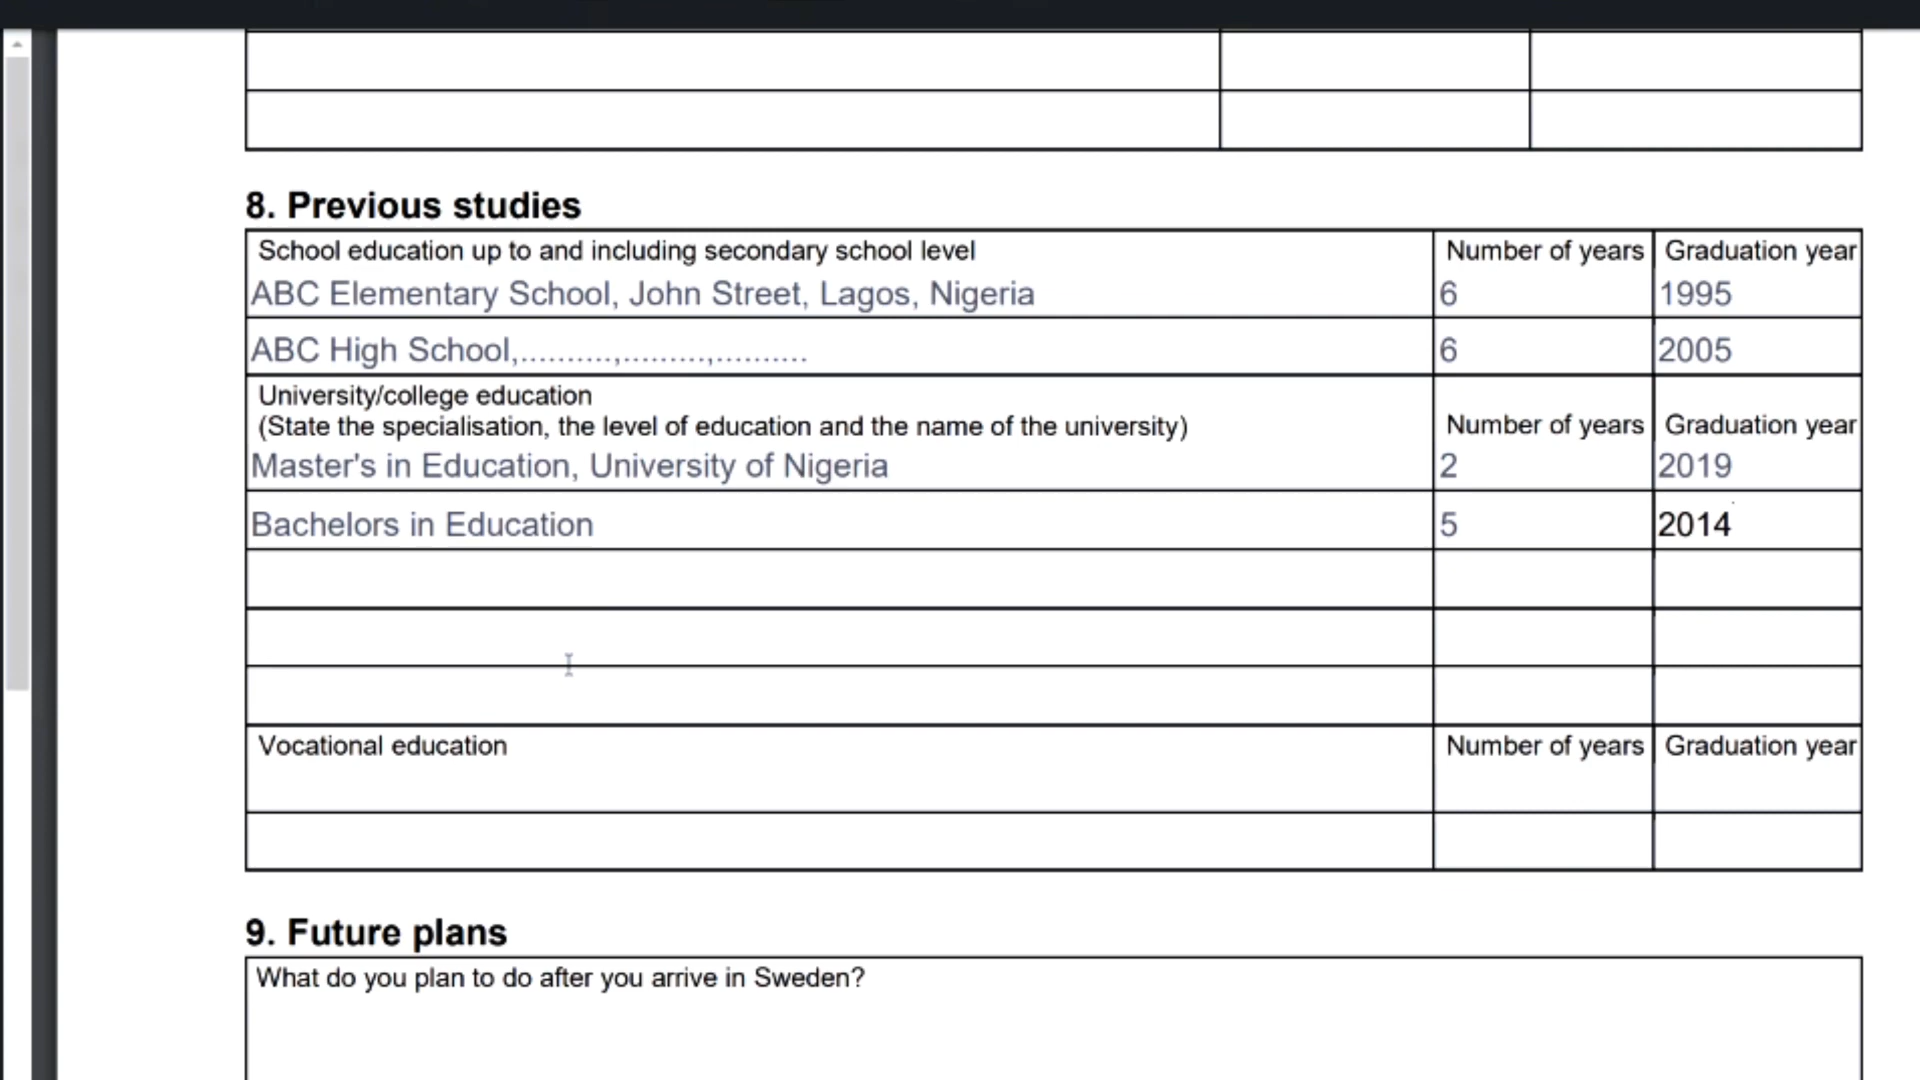 8. Previous studies
School education up to and including secondary school level Number of years Graduation year
ABC Elementary School, John Street, Lagos, Nigeria 6 1995
ABC High School,..........,.........,.......... 6 2005
University/college education
(State the specialisation, the level of education and the name of the university) Number of years Graduation year
Master's in Education, University of Nigeria 2 2019
Bachelors in Education 5 2014
Vocational education Number of years Graduation year
9. Future plans
What do you plan to do after you arrive in Sweden?